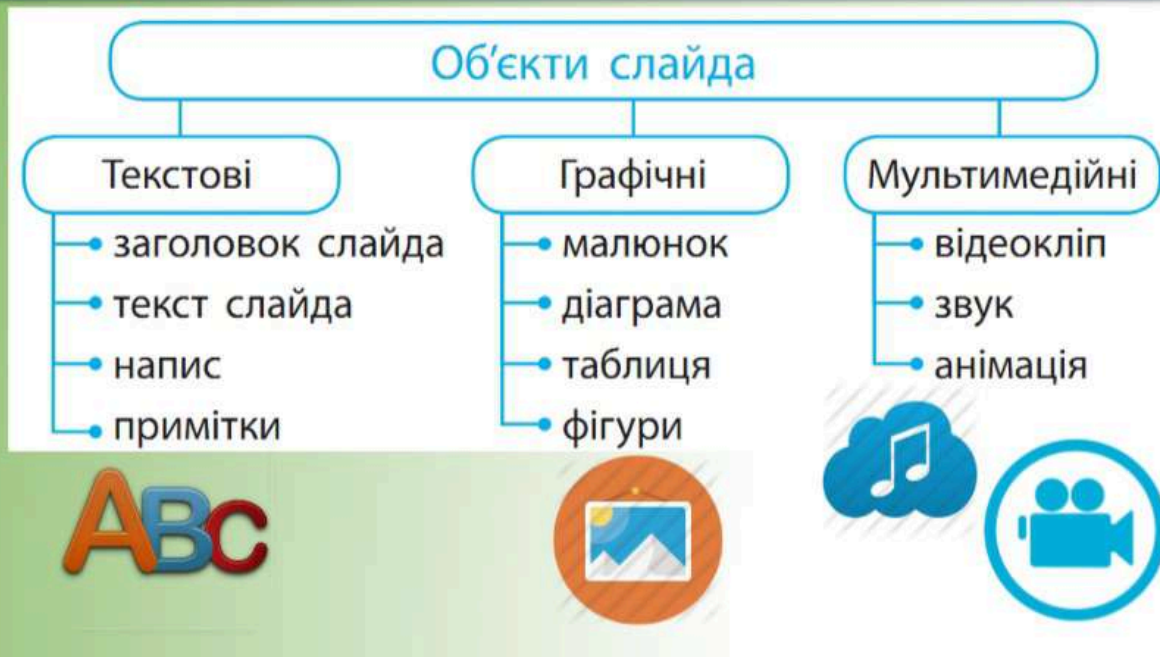 Об'єкти слайда
Текстові
заголовок слайда
текст слайда
напис
примітки
Графічні
малюнок
діаграма
таблиця
фігури
Мультимедійні
відеокліп
звук
анімація
ABC